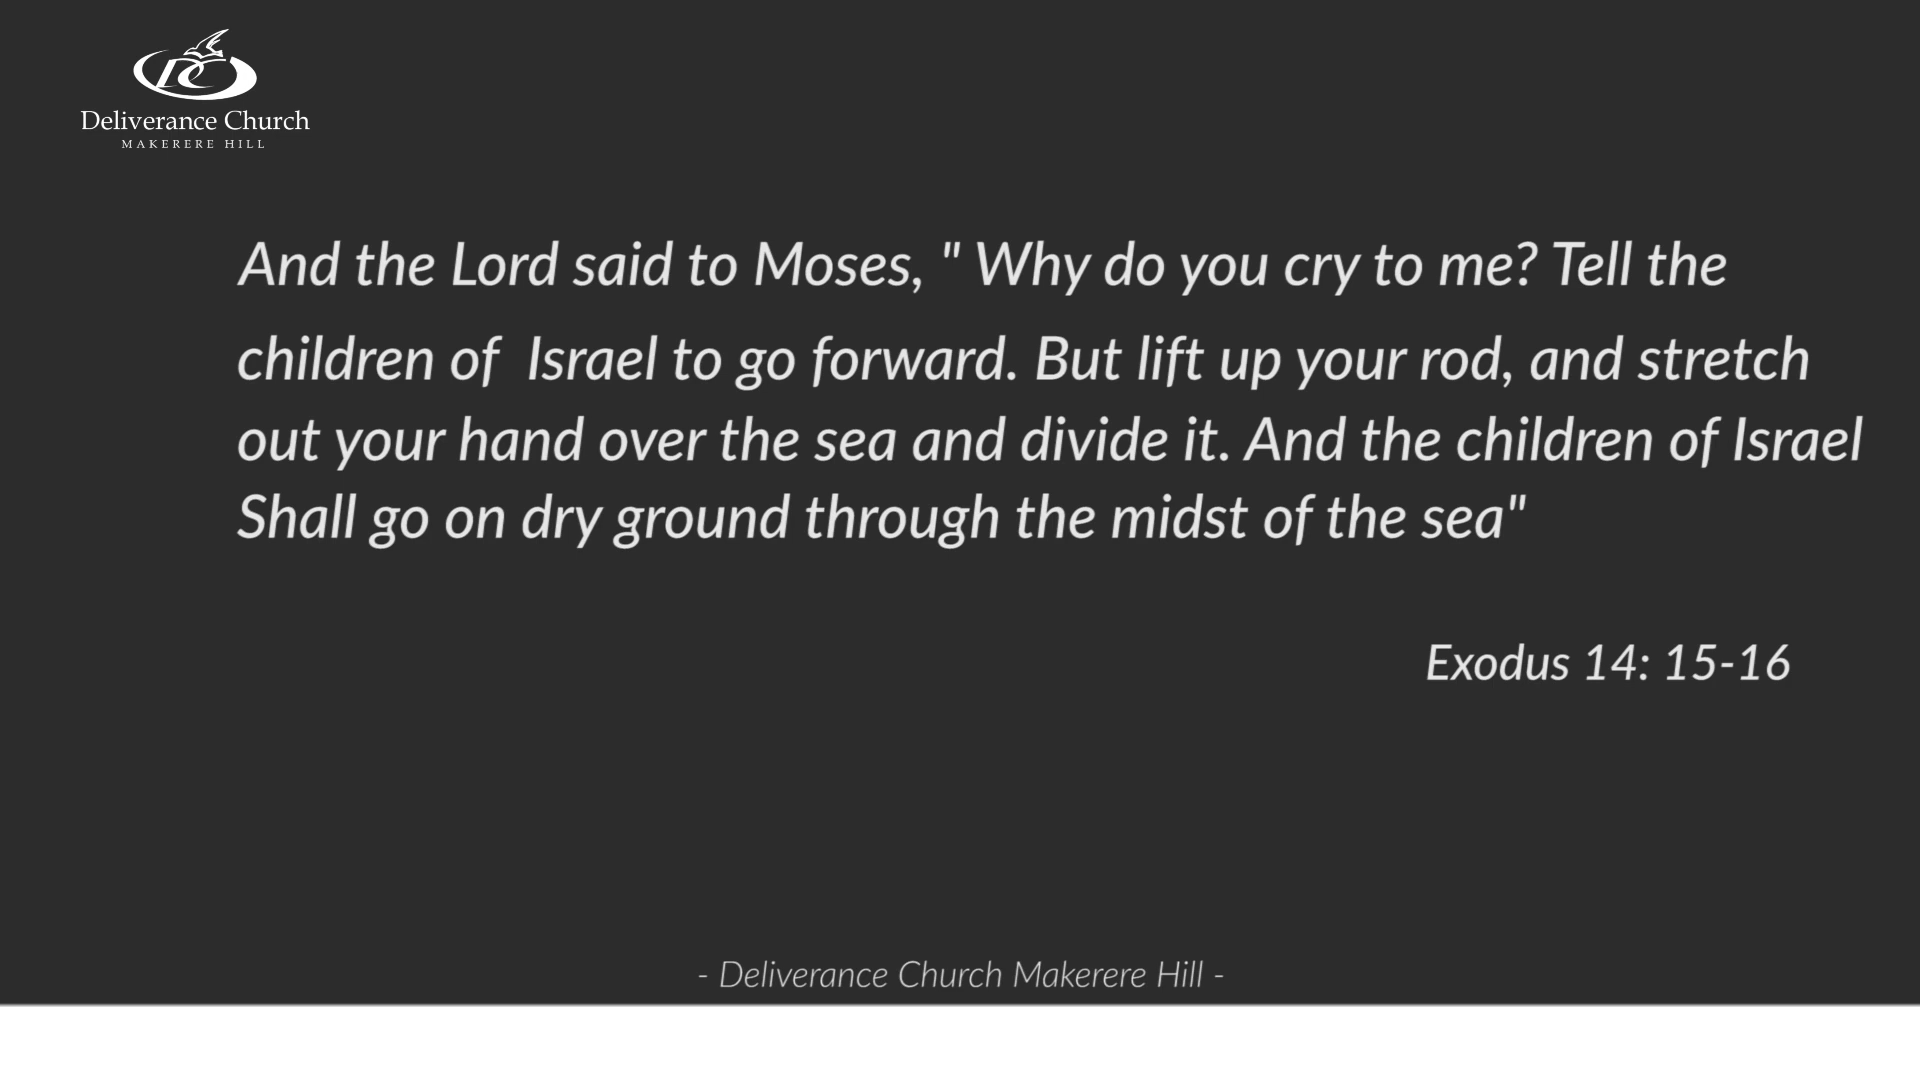 DC
Deliverance Church
MAKERERE HILL
And the Lord said to Moses, " Why do you cry to me? Tell the
children of  Israel to go forward. But lift up your rod, and stretch
out your hand over the sea and divide it. And the children of Israel
Shall go on dry ground through the midst of the sea"
Exodus 14: 15-16
- Deliverance Church Makerere Hill -